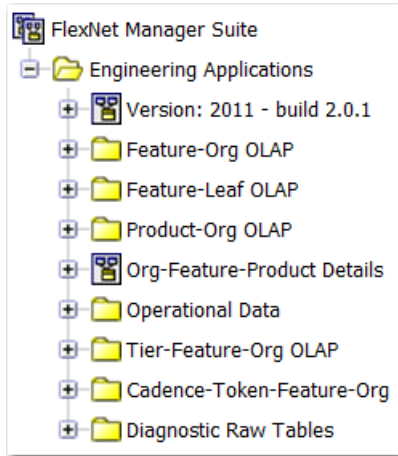 FlexNet Manager Suite
Engineering Applications
Version: 2011 - build 2.0.1
Feature-Org OLAP
Feature-Leaf OLAP
Product-Org OLAP
Org-Feature-Product Details
Operational Data
Tier-Feature-Org OLAP
Cadence-Token-Feature-Org
Diagnostic Raw Tables